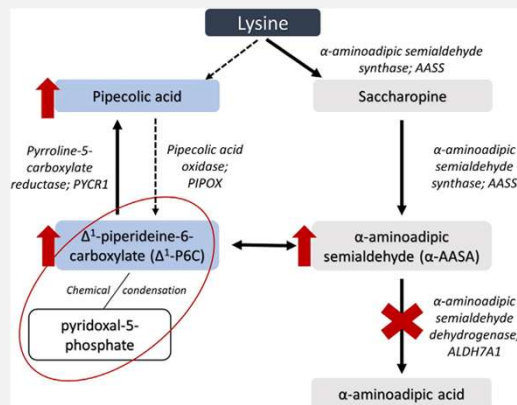 Lysine
α-aminoadipic semialdehyde
synthase; AASS
Pipecolic acid
Saccharopine
Pyrroline-5-
carboxylate
reductase; PYCR1
Pipecolic acid
oxidase;
PIPOX
α-aminoadipic
semialdehyde
synthase; AASS
Δ¹-piperideine-6-
carboxylate (Δ¹-P6C)
α-aminoadipic
semialdehyde (α-AASA)
Chemical condensation
pyridoxal-5-
phosphate
α-aminoadipic
semialdehyde
dehydrogenase;
ALDH7A1
α-aminoadipic acid